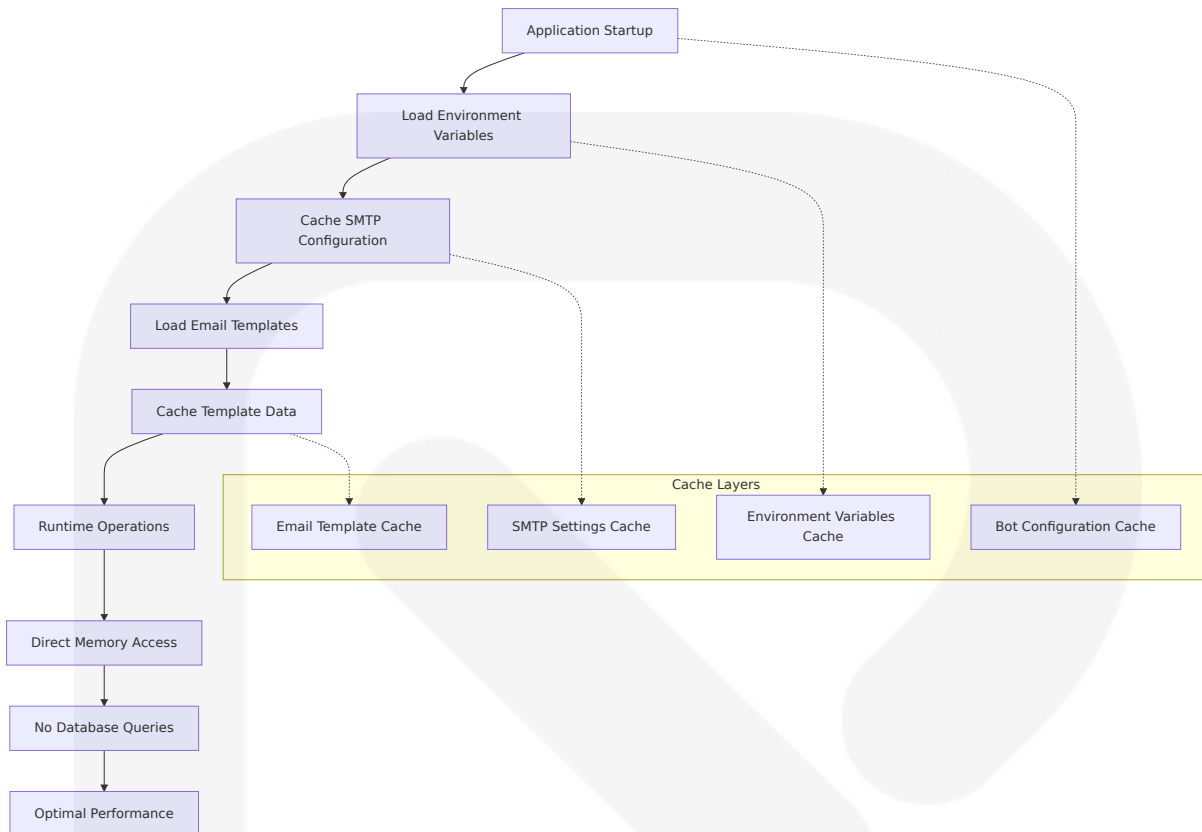 Application Startup
Load Environment
Variables
Cache SMTP
Configuration
Load Email Templates
Cache Template Data
Cache Layers
Runtime Operations
Email Template Cache
SMTP Settings Cache
Environment Variables
Cache
Bot Configuration Cache
Direct Memory Access
No Database Queries
Optimal Performance